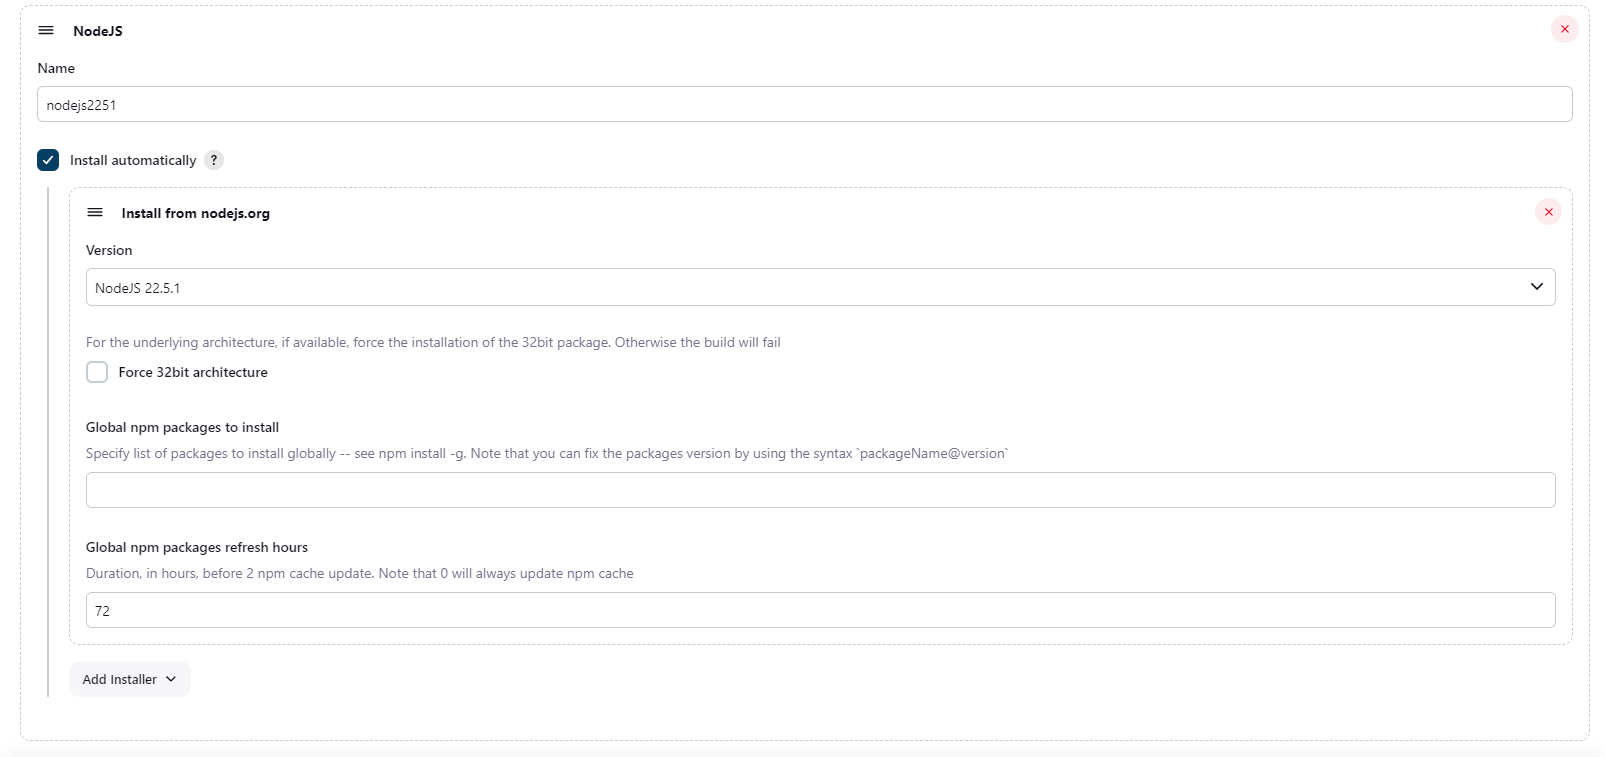 NodeJS
Name
nodejs2251
Install automatically ?
Install from nodejs.org
Version
NodeJS 22.5.1
For the underlying architecture, if available, force the installation of the 32bit package. Otherwise the build will fail
Force 32bit architecture
Global npm packages to install
Specify list of packages to install globally -- see npm install -g. Note that you can fix the packages version by using the syntax `packageName@version`
Global npm packages refresh hours
Duration, in hours, before 2 npm cache update. Note that 0 will always update npm cache
72
Add Installer